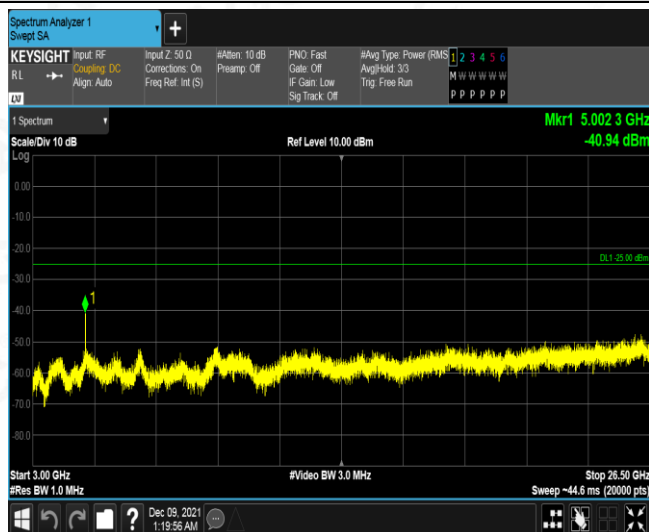 Spectrum Analyzer 1
Swept SA
+
KEYSIGHT
RL
LXI
Input: RF
Coupling: DC
Align: Auto
Input Z: 50 Ω
Corrections: On
Freq Ref: Int (S)
#Atten: 10 dB
Preamp: Off
PNO: Fast
Gate: Off
IF Gain: Low
Sig Track: Off
#Avg Type: Power (RMS
Avg|Hold: 3/3
Trig: Free Run
1 2 3 4 5 6
M W W W W W
P P P P P P
1 Spectrum
Scale/Div 10 dB
Ref Level 10.00 dBm
Mkr1 5.002 3 GHz
-40.94 dBm
Log
0.00
-10.0
-20.0
DL1 -25.00 dBm
-30.0
1
-40.0
-50.0
-60.0
-70.0
-80.0
Start 3.00 GHz
#Video BW 3.0 MHz
Stop 26.50 GHz
#Res BW 1.0 MHz
Sweep ~44.6 ms (20000 pts)
?
Dec 09, 2021
1:19:56 AM